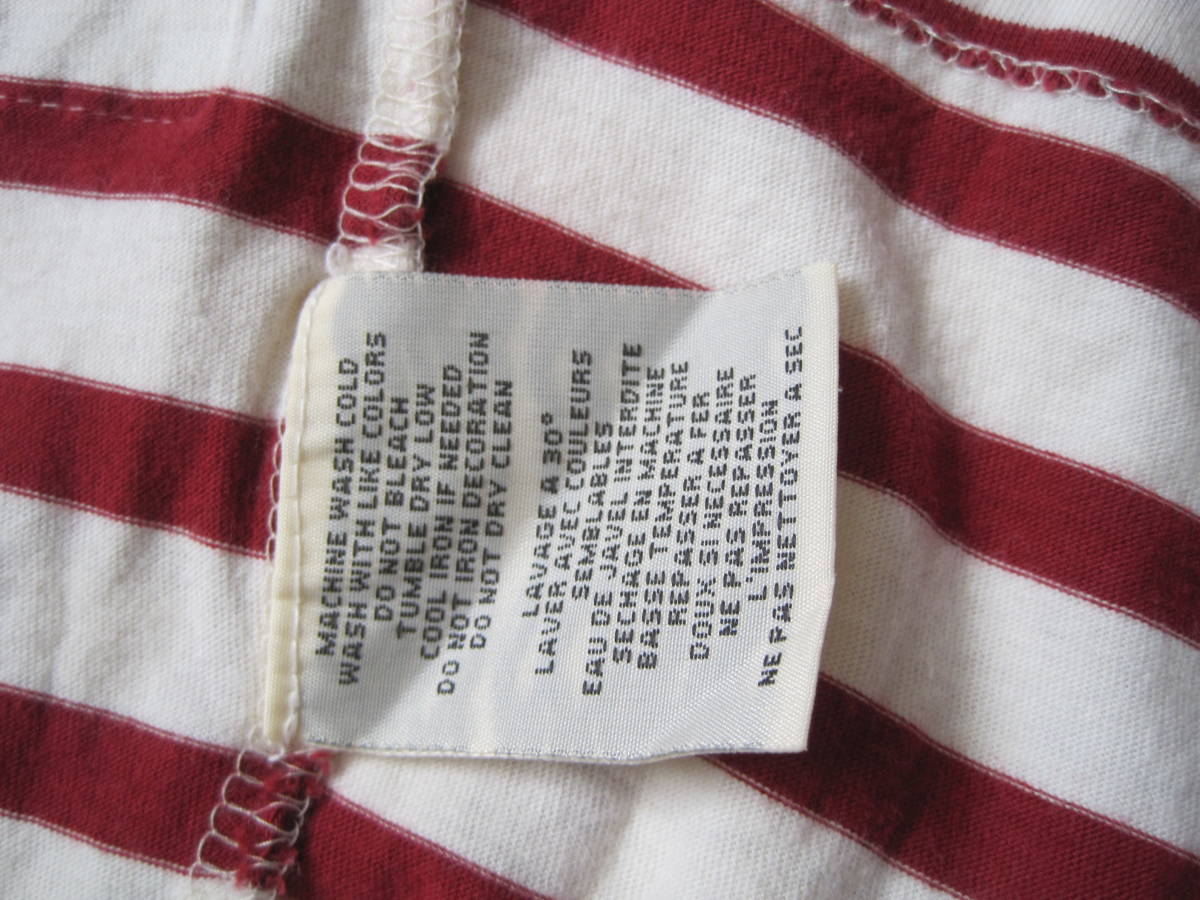 MACHINE WASH COLD
WASH WITH LIKE COLORS
DO NOT BLEACH
TUMBLE DRY LOW
COOL IRON IF NEEDED
DO NOT IRON DECORATION
DO NOT DRY CLEAN
LAVAGE A 30°
LAVER AVEC COULEURS
SEMBLABLES
EAU DE JAVEL INTERDITE
SECHAGE EN MACHINE
BASSE TEMPERATURE
REPASSER A FER
DOUX SI NECESSAIRE
NE PAS REPASSER
L'IMPRESSION
NE PAS NETTOYER A SEC